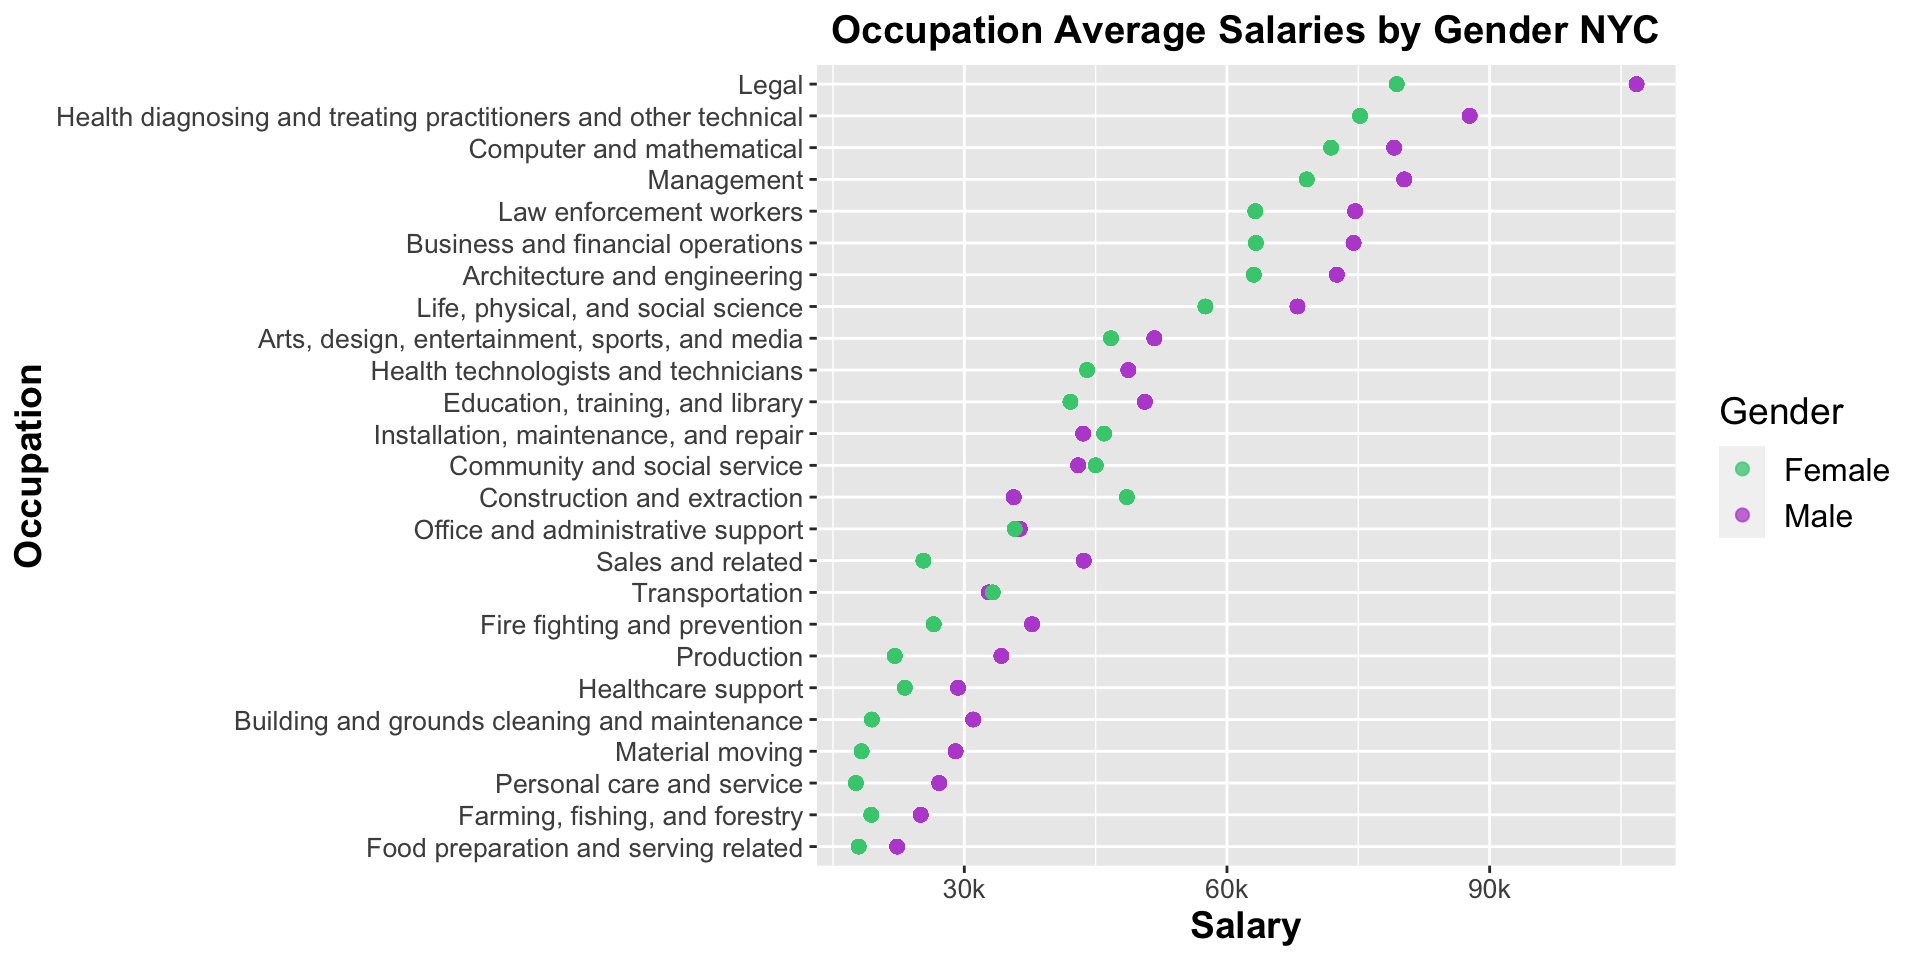 Occupation Average Salaries by Gender NYC
Legal
Health diagnosing and treating practitioners and other technical
Computer and mathematical
Management
Law enforcement workers
Business and financial operations
Architecture and engineering
Life, physical, and social science
Arts, design, entertainment, sports, and media
Health technologists and technicians
Education, training, and library
Installation, maintenance, and repair
Community and social service
Construction and extraction
Office and administrative support
Sales and related
Transportation
Fire fighting and prevention
Production
Healthcare support
Building and grounds cleaning and maintenance
Material moving
Personal care and service
Farming, fishing, and forestry
Food preparation and serving related
Occupation
30k 60k 90k
Salary
Gender
Female
Male